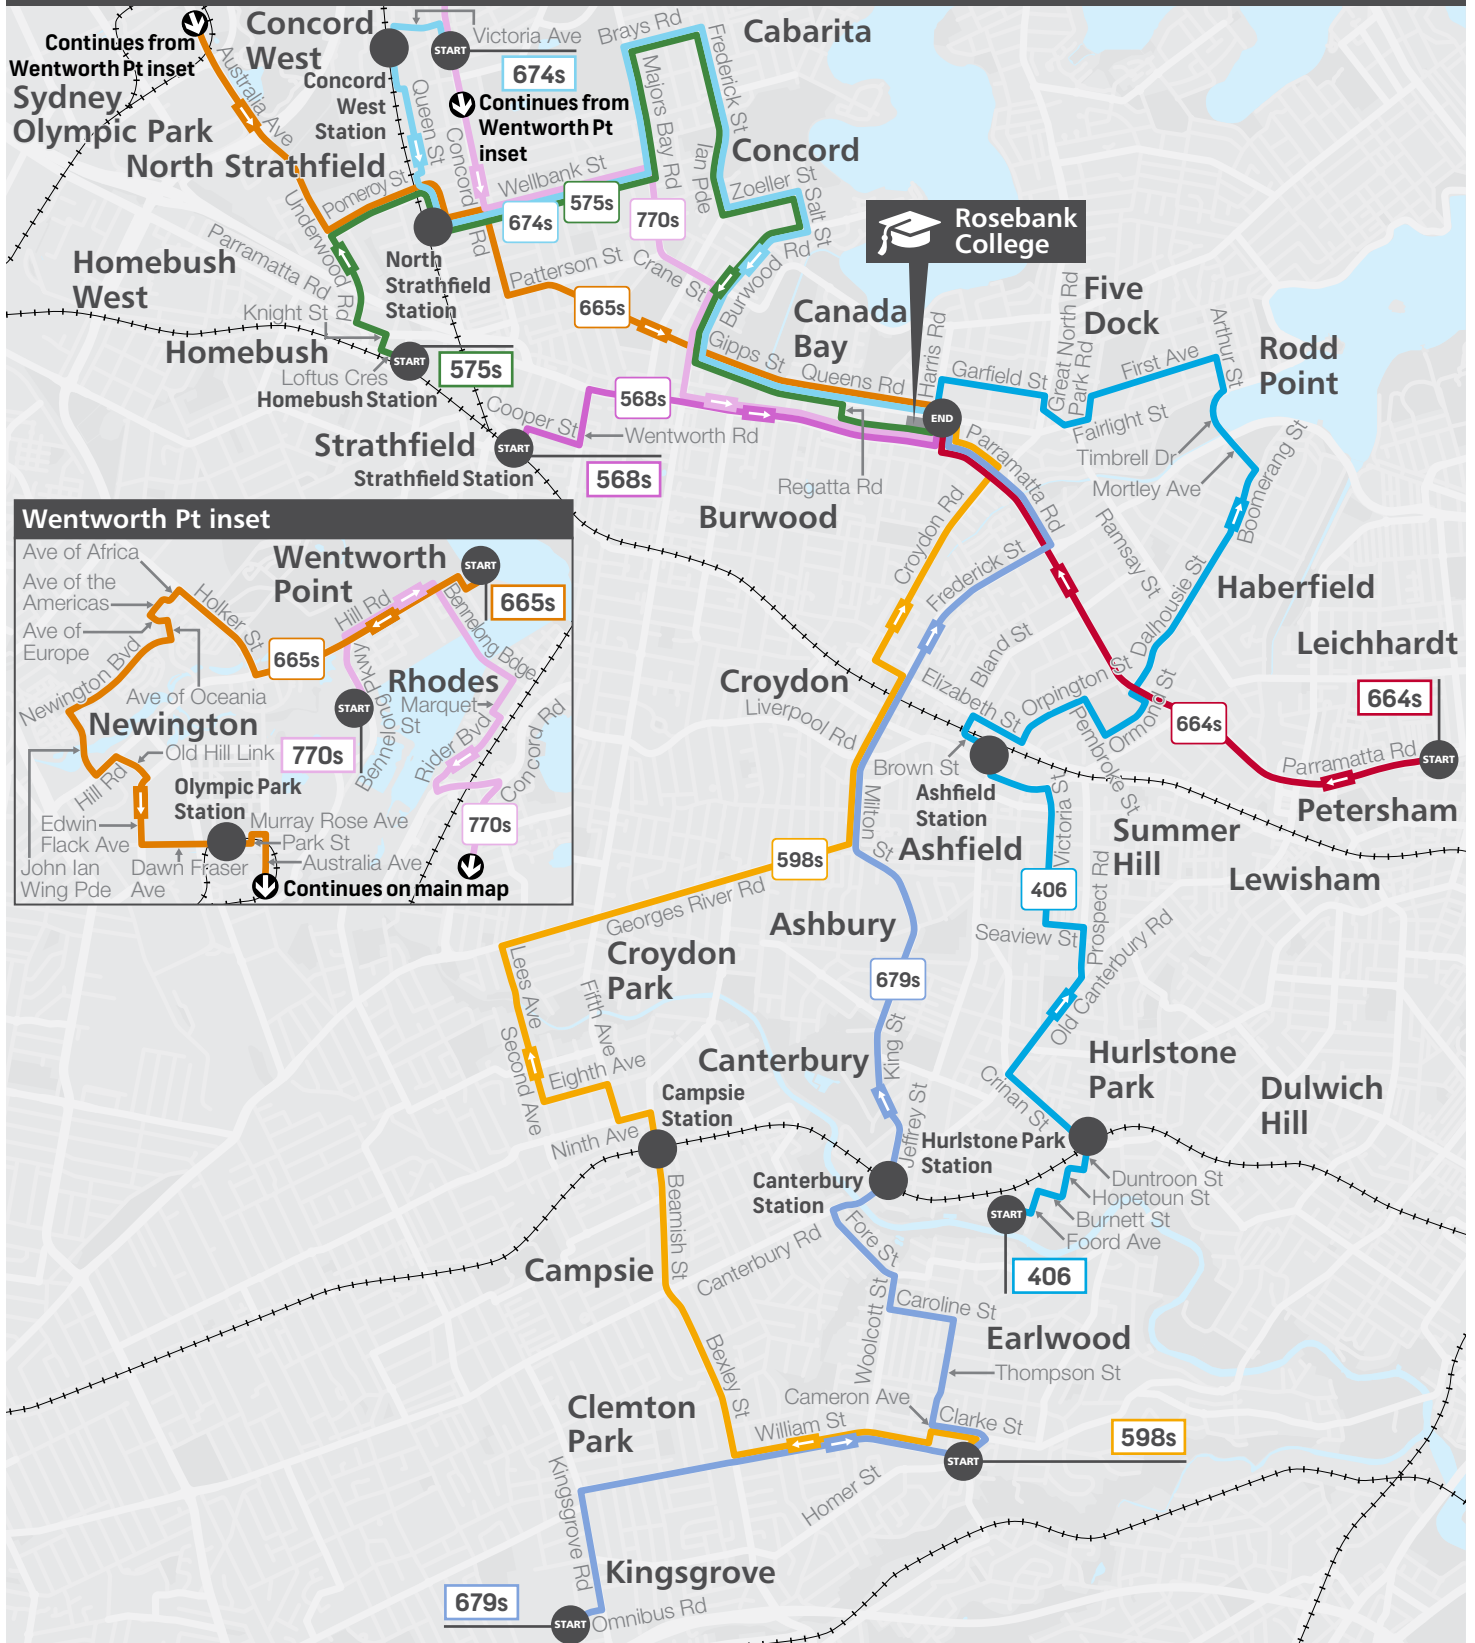 Continues from
Wentworth Pt inset
Concord
West
START
Victoria Ave
674s
Brays Rd
Cabarita
Sydney
Olympic Park
Australia Ave
Concord
West
Station
Queen St
Continues from
Wentworth Pt
inset
Majors Bay Rd
Frederick St
North Strathfield
Concord
Rd
Wellbank St
Ian Pde
Concord
Zoeller St
Salt St
Pomeroy St
Underwood Rd
674s
575s
770s
Rosebank
College
Parramatta Rd
Homebush
West
North
Strathfield
Station
Patterson St
Crane St
Burwood Rd
665s
Canada
Bay
Five
Dock
Knight St
Homebush
START
575s
Loftus Cres
Homebush Station
Gipps St
Queens Rd
Harris Rd
Garfield St
Great North Rd
Park Rd
First Ave
Arthur St
Rodd
Point
Cooper St
568s
END
Fairlight St
Strathfield
START
Wentworth Rd
Strathfield Station
568s
Parramatta Rd
Timbrell Dr
Mortley Ave
Boomerang St
Regatta Rd
Burwood
Croydon Rd
Ramsay St
Wentworth Pt inset
Ave of Africa
Wentworth
Point
START
665s
Ave of the
Americas
Holker St
Hill Rd
Bennelong Bdge
Ave of
Europe
665s
Newington Bvd
Ave of Oceania
Rhodes
Marquet
St
START
770s
Bennelong Pkwy
Newington
Old Hill Link
Rider Bvd
Concord Rd
Hill Rd
Olympic Park
Station
770s
Edwin
Flack Ave
Murray Rose Ave
Park St
Australia Ave
John Ian
Wing Pde
Dawn Fraser
Ave
Continues on main map
Frederick St
Dalhousie St
Haberfield
Leichhardt
Croydon
Bland St
Elizabeth St
Orpington St
Liverpool Rd
Pembroke St
Ormond St
664s
664s
Brown St
Parramatta Rd
START
Ashfield
Station
Ashfield
Milton
St
Victoria St
Petersham
Summer
Hill
598s
406
Lewisham
Georges River Rd
Ashbury
Seaview St
Prospect Rd
Old Canterbury Rd
Croydon
Park
Lees Ave
Fifth Ave
679s
Second Ave
Eighth Ave
Canterbury
King St
Hurlstone
Park
Campsie
Station
Crinan St
Dulwich
Hill
Ninth Ave
Jeffrey St
Hurlstone Park
Station
Canterbury
Station
Duntroon St
Hopetoun St
Burnett St
Foord Ave
START
406
Beamish St
Canterbury Rd
Fore St
Campsie
Woolcott St
Caroline St
Earlwood
Bexley St
Thompson St
Clemton
Park
Cameron Ave
William St
Clarke St
598s
START
Kingsgrove Rd
Homer St
Kingsgrove
679s
START
Omnibus Rd